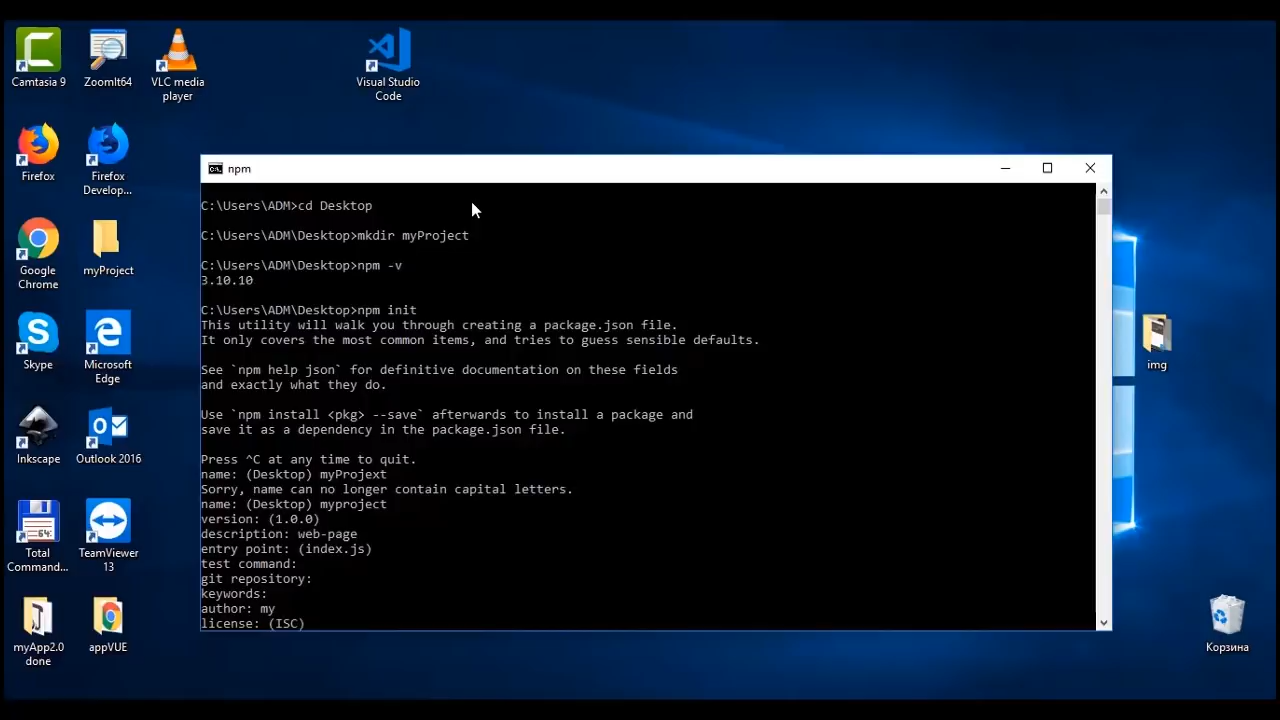 Camtasia 9
ZoomIt64
VLC media
player
Visual Studio
Code
Firefox
Firefox
Develop...
Google
Chrome
myProject
Skype
Microsoft
Edge
Inkscape
Outlook 2016
Total
Command...
64
TeamViewer
13
myApp2.0
done
appVUE
img
Корзина
npm
C:\Users\ADM>cd Desktop
C:\Users\ADM\Desktop>mkdir myProject
C:\Users\ADM\Desktop>npm -v
3.10.10
C:\Users\ADM\Desktop>npm init
This utility will walk you through creating a package.json file.
It only covers the most common items, and tries to guess sensible defaults.
See `npm help json` for definitive documentation on these fields
and exactly what they do.
Use `npm install <pkg> --save` afterwards to install a package and
save it as a dependency in the package.json file.
Press ^C at any time to quit.
name: (Desktop) myProjext
Sorry, name can no longer contain capital letters.
name: (Desktop) myproject
version: (1.0.0)
description: web-page
entry point: (index.js)
test command:
git repository:
keywords:
author: my
license: (ISC)